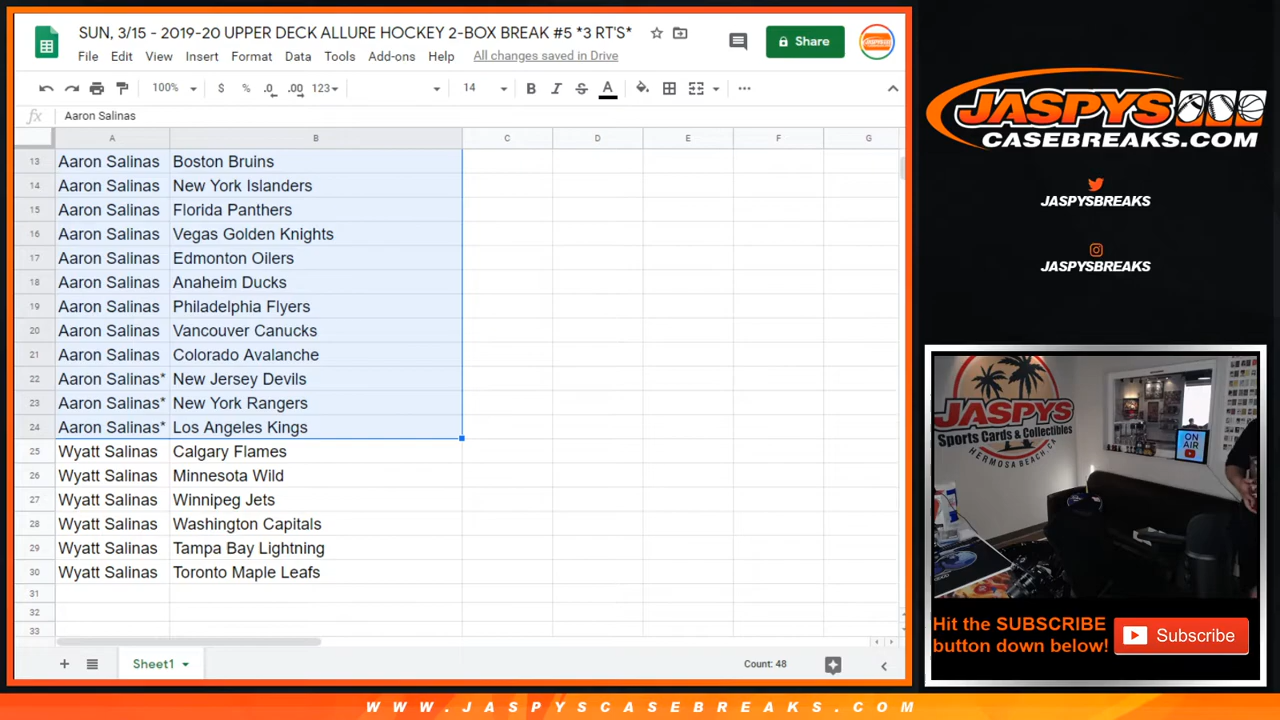 SUN, 3/15 - 2019-20 UPPER DECK ALLURE HOCKEY 2-BOX BREAK #5 *3 RT'S*
Share
File Edit View Insert Format Data Tools Add-ons Help All changes saved in Drive
100% $ % .0 .00 123 14 B I S A
fx Aaron Salinas
A B C D E F G
13 Aaron Salinas Boston Bruins
14 Aaron Salinas New York Islanders
15 Aaron Salinas Florida Panthers
16 Aaron Salinas Vegas Golden Knights
17 Aaron Salinas Edmonton Oilers
18 Aaron Salinas Anaheim Ducks
19 Aaron Salinas Philadelphia Flyers
20 Aaron Salinas Vancouver Canucks
21 Aaron Salinas Colorado Avalanche
22 Aaron Salinas* New Jersey Devils
23 Aaron Salinas* New York Rangers
24 Aaron Salinas* Los Angeles Kings
25 Wyatt Salinas Calgary Flames
26 Wyatt Salinas Minnesota Wild
27 Wyatt Salinas Winnipeg Jets
28 Wyatt Salinas Washington Capitals
29 Wyatt Salinas Tampa Bay Lightning
30 Wyatt Salinas Toronto Maple Leafs
31
32
33
Sheet1
Count: 48
JASPYS
CASEBREAKS.COM
JASPYSBREAKS
JASPYSBREAKS
JASPYS
Sports Cards & Collectibles
HERMOSA BEACH, CA
ON
AIR
Hit the SUBSCRIBE
button down below!
Subscribe
WWW.JASPYSCASEBREAKS.COM